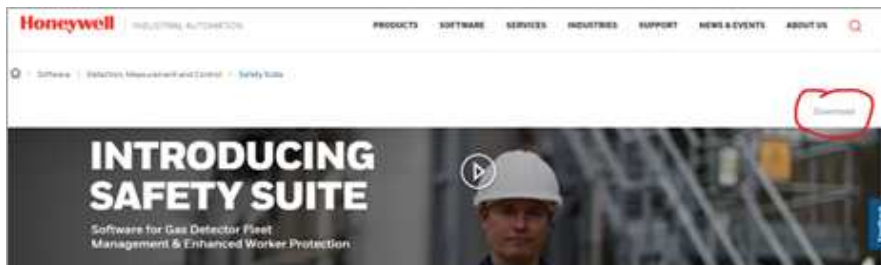 Honeywell | INDUSTRIAL AUTOMATION PRODUCTS SOFTWARE SERVICES INDUSTRIES SUPPORT NEWS & EVENTS ABOUT US
Software Detection, Measurement and Control Safety Suite
Download
INTRODUCING
SAFETY SUITE
Software for Gas Detector Fleet
Management & Enhanced Worker Protection